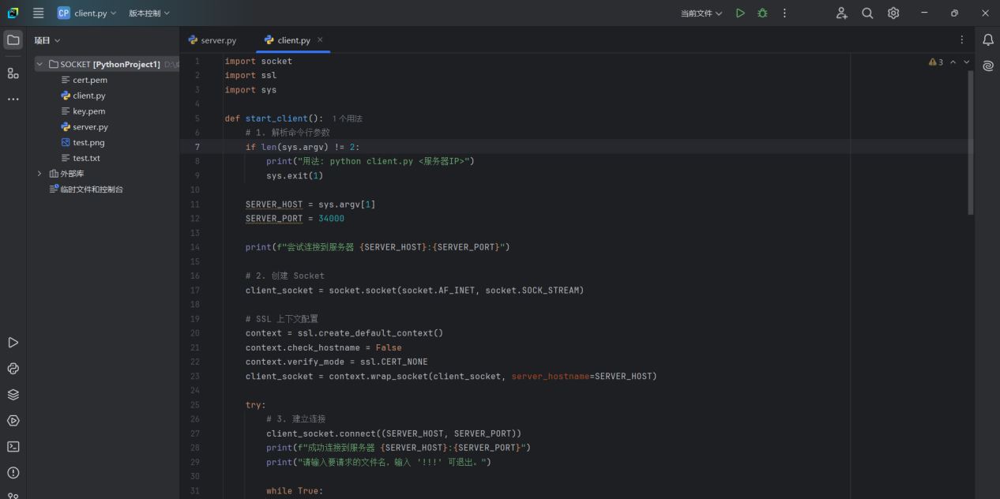 CP client.py 版本控制 当前文件
项目
server.py client.py
SOCKET [PythonProject1]
cert.pem
client.py
key.pem
server.py
test.png
test.txt
外部库
临时文件和控制台
3
1 import socket
2 import ssl
3 import sys
4
5 def start_client(): 1个用法
6 # 1. 解析命令行参数
7 if len(sys.argv) != 2:
8 print("用法: python client.py <服务器IP>")
9 sys.exit(1)
10
11 SERVER_HOST = sys.argv[1]
12 SERVER_PORT = 34000
13
14 print(f"尝试连接到服务器 {SERVER_HOST}:{SERVER_PORT}")
15
16 # 2. 创建 Socket
17 client_socket = socket.socket(socket.AF_INET, socket.SOCK_STREAM)
18
19 # SSL 上下文配置
20 context = ssl.create_default_context()
21 context.check_hostname = False
22 context.verify_mode = ssl.CERT_NONE
23 client_socket = context.wrap_socket(client_socket, server_hostname=SERVER_HOST)
24
25 try:
26 # 3. 建立连接
27 client_socket.connect((SERVER_HOST, SERVER_PORT))
28 print(f"成功连接到服务器 {SERVER_HOST}:{SERVER_PORT}")
29 print("请输入要请求的文件名，输入 '!!!' 可退出。")
30
31 while True: